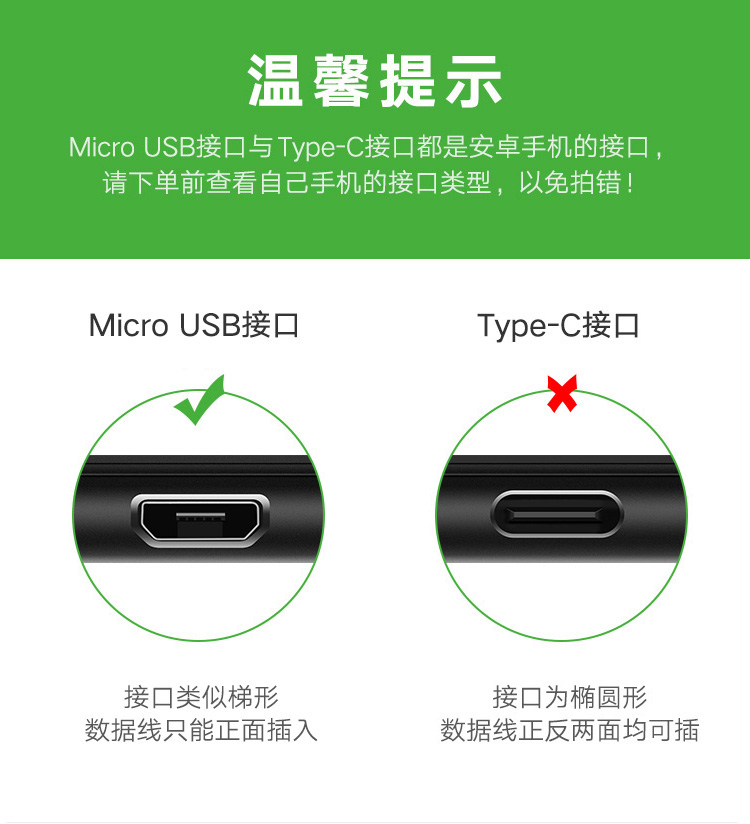 温馨提示
Micro USB接口与Type-C接口都是安卓手机的接口，
请下单前查看自己手机的接口类型，以免拍错！
Micro USB接口
Type-C接口
接口类似梯形
数据线只能正面插入
接口为椭圆形
数据线正反两面均可插